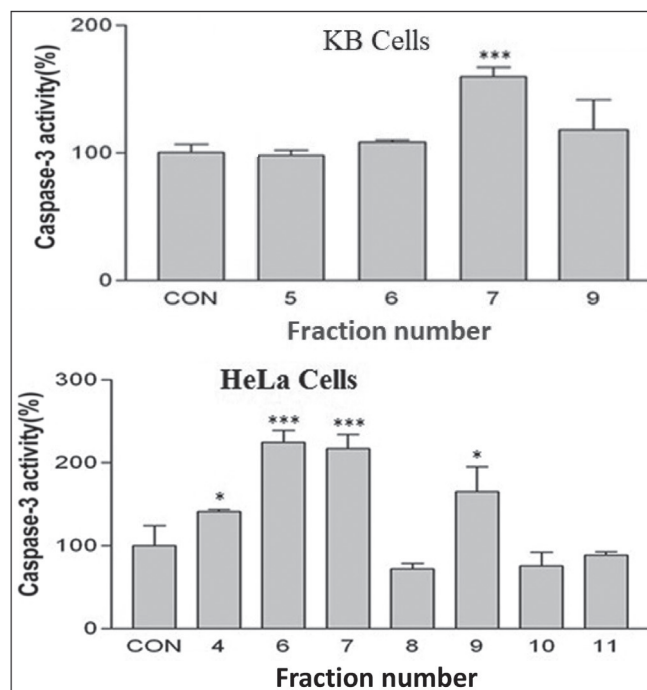 KB Cells
Caspase-3 activity(%)
200
100
0
***
CON 5 6 7 9
Fraction number
HeLa Cells
Caspase-3 activity(%)
300
200
100
0
* *** *** *
CON 4 6 7 8 9 10 11
Fraction number